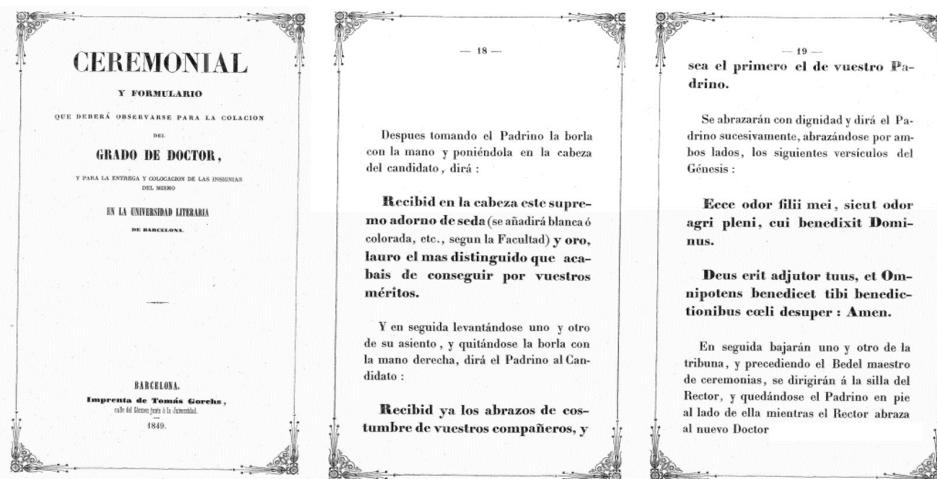 CEREMONIAL
Y FORMULARIO
QUE DEBERÁ OBSERVARSE PARA LA COLACION
DEL
GRADO DE DOCTOR,
Y PARA LA ENTREGA Y COLOCACION DE LAS INSIGNIAS
DEL MISMO
EN LA UNIVERSIDAD LITERARIA
DE BARCELONA.
BARCELONA.
Imprenta de Tomás Gorchs,
calle del Cármen junto á la Universidad.
1849.
— 18 —
Despues tomando el Padrino la borla
con la mano y poniéndola en la cabeza
del candidato, dirá :
Recibid en la cabeza este supre-
mo adorno de seda (se añadirá blanca ó
colorada, etc., segun la Facultad) y oro,
lauro el mas distinguido que aca-
bais de conseguir por vuestros
méritos.
Y en seguida levantándose uno y otro
de su asiento, y quitándose la borla con
la mano derecha, dirá el Padrino al Can-
didato :
Recibid ya los abrazos de cos-
tumbre de vuestros compañeros, y
— 19 —
sea el primero el de vuestro Pa-
drino.
Se abrazarán con dignidad y dirá el Pa-
drino sucesivamente, abrazándose por am-
bos lados, los siguientes versículos del
Génesis :
Ecce odor filii mei, sicut odor
agri pleni, cui benedixit Domi-
nus.
Deus erit adjutor tuus, et Om-
nipotens benedicet tibi benedic-
tionibus cœli desuper : Amen.
En seguida bajarán uno y otro de la
tribuna, y precediendo el Bedel maestro
de ceremonias, se dirigirán á la silla del
Rector, y quedándose el Padrino en pie
al lado de ella mientras el Rector abraza
al nuevo Doctor